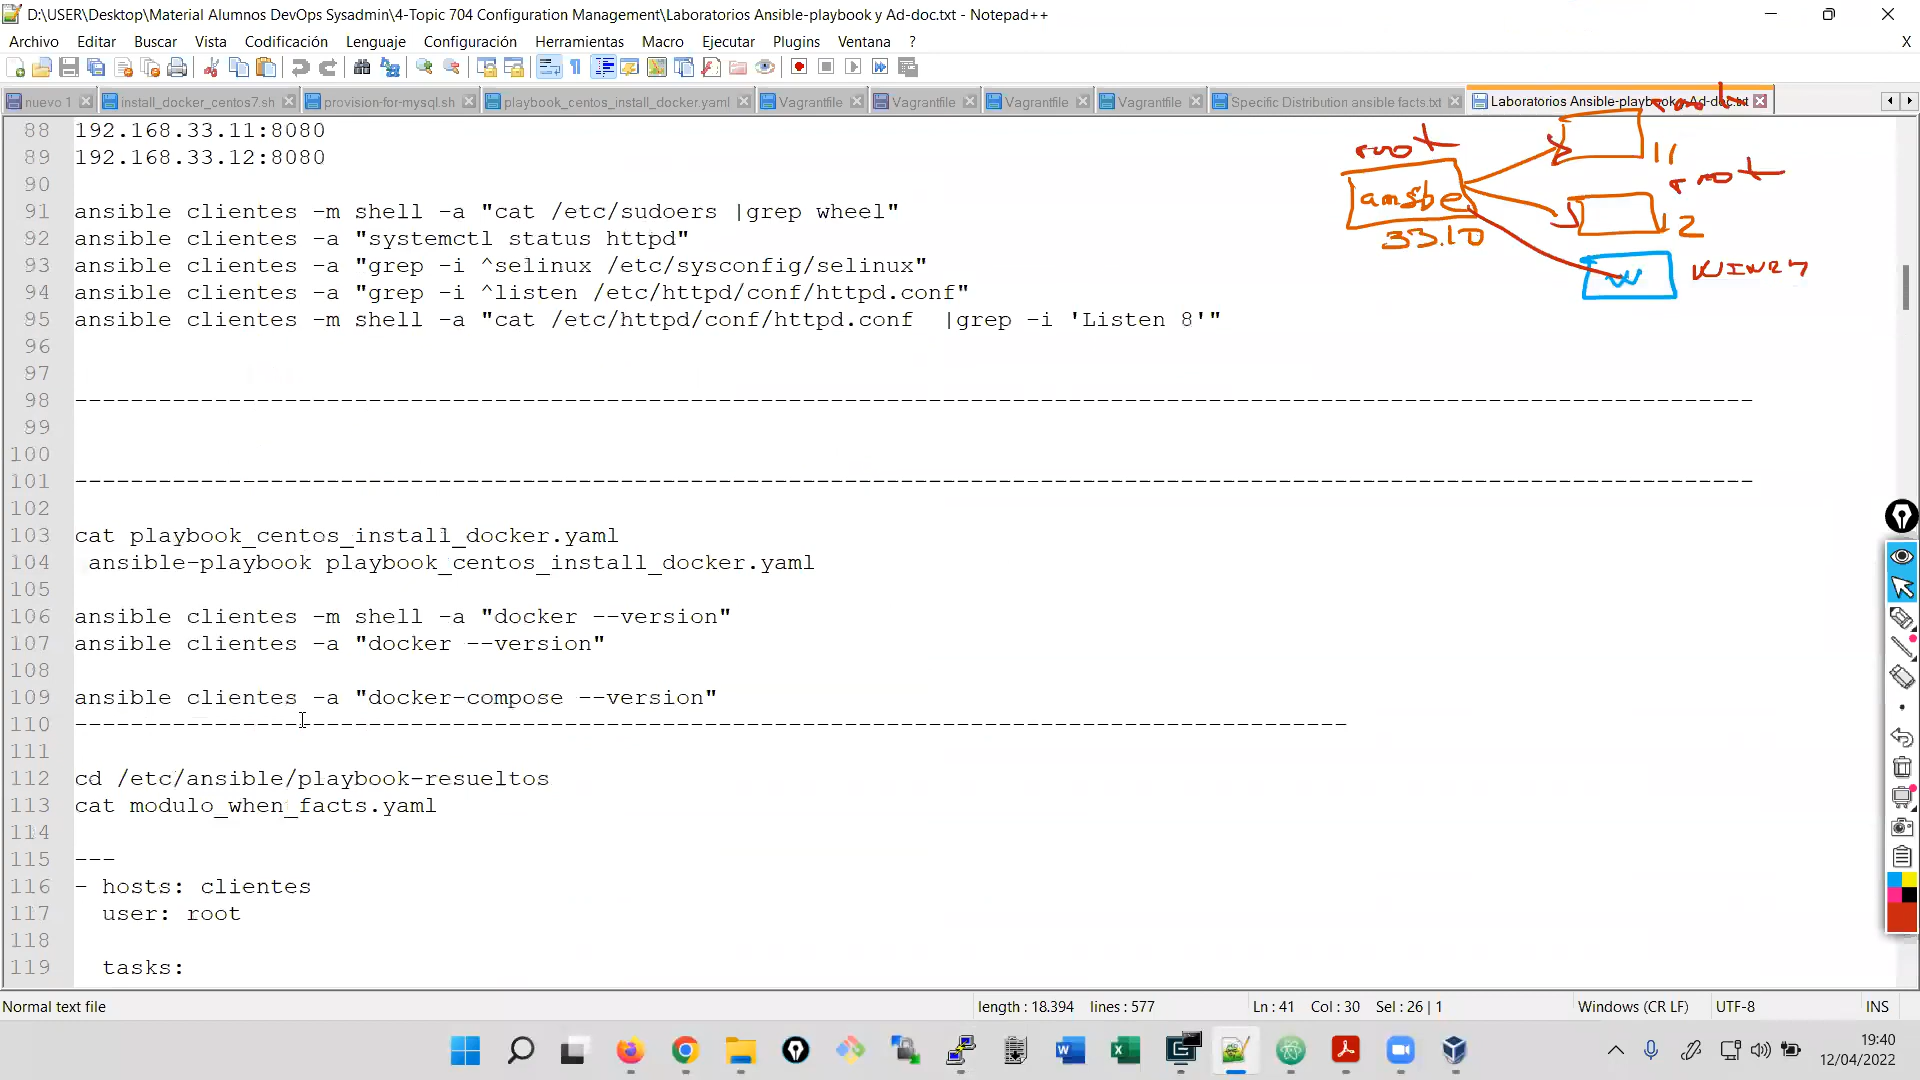 D:\USER\Desktop\Material Alumnos DevOps Sysadmin\4-Topic 704 Configuration Management\Laboratorios Ansible-playbook y Ad-doc.txt - Notepad++
Archivo Editar Buscar Vista Codificación Lenguaje Configuración Herramientas Macro Ejecutar Plugins Ventana ? X
nuevo 1 install_docker_centos7.sh provision-for-mysql.sh playbook_centos_install_docker.yaml Vagrantfile Vagrantfile Vagrantfile Vagrantfile Specific Distribution ansible facts.txt Laboratorios Ansible-playbook y Ad-doc.txt
88 192.168.33.11:8080
89 192.168.33.12:8080
90
91 ansible clientes -m shell -a "cat /etc/sudoers |grep wheel"
92 ansible clientes -a "systemctl status httpd"
93 ansible clientes -a "grep -i ^selinux /etc/sysconfig/selinux"
94 ansible clientes -a "grep -i ^listen /etc/httpd/conf/httpd.conf"
95 ansible clientes -m shell -a "cat /etc/httpd/conf/httpd.conf  |grep -i 'Listen 8'"
96
97
98 ------------------------------------------------------------------------------------------------------------------------
99
100
101 ------------------------------------------------------------------------------------------------------------------------
102
103 cat playbook_centos_install_docker.yaml
104  ansible-playbook playbook_centos_install_docker.yaml
105
106 ansible clientes -m shell -a "docker --version"
107 ansible clientes -a "docker --version"
108
109 ansible clientes -a "docker-compose --version"
110 -------------------------------------------------------------------------------------------
111
112 cd /etc/ansible/playbook-resueltos
113 cat modulo_when_facts.yaml
114
115 ---
116 - hosts: clientes
117   user: root
118
119   tasks:
root
root
11
root
ansbe
33.10
12
W
Normal text file length : 18.394 lines : 577 Ln : 41 Col : 30 Sel : 26 | 1 Windows (CR LF) UTF-8 INS
19:40
12/04/2022